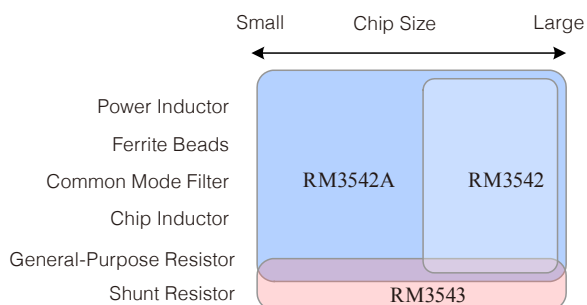 Small Chip Size Large
Power Inductor
Ferrite Beads
Common Mode Filter
RM3542A RM3542
Chip Inductor
General-Purpose Resistor
Shunt Resistor
RM3543